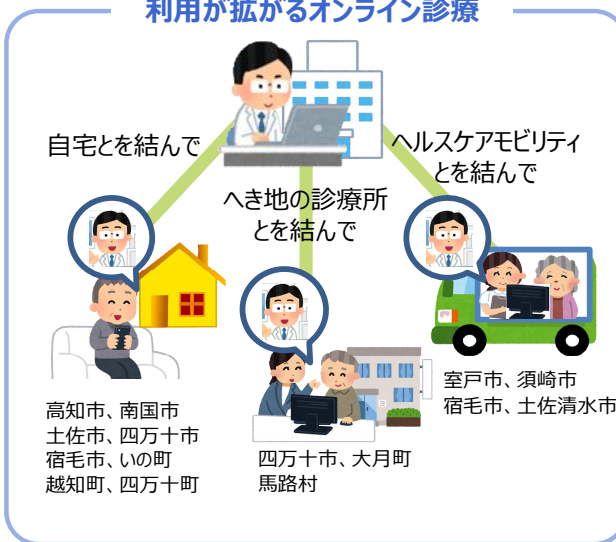 利用が拡がるオンライン診療
自宅とを結んで
へき地の診療所
とを結んで
ヘルスケアモビリティ
とを結んで
高知市、南国市
土佐市、四万十市
宿毛市、いの町
越知町、四万十町
四万十市、大月町
馬路村
室戸市、須崎市
宿毛市、土佐清水市